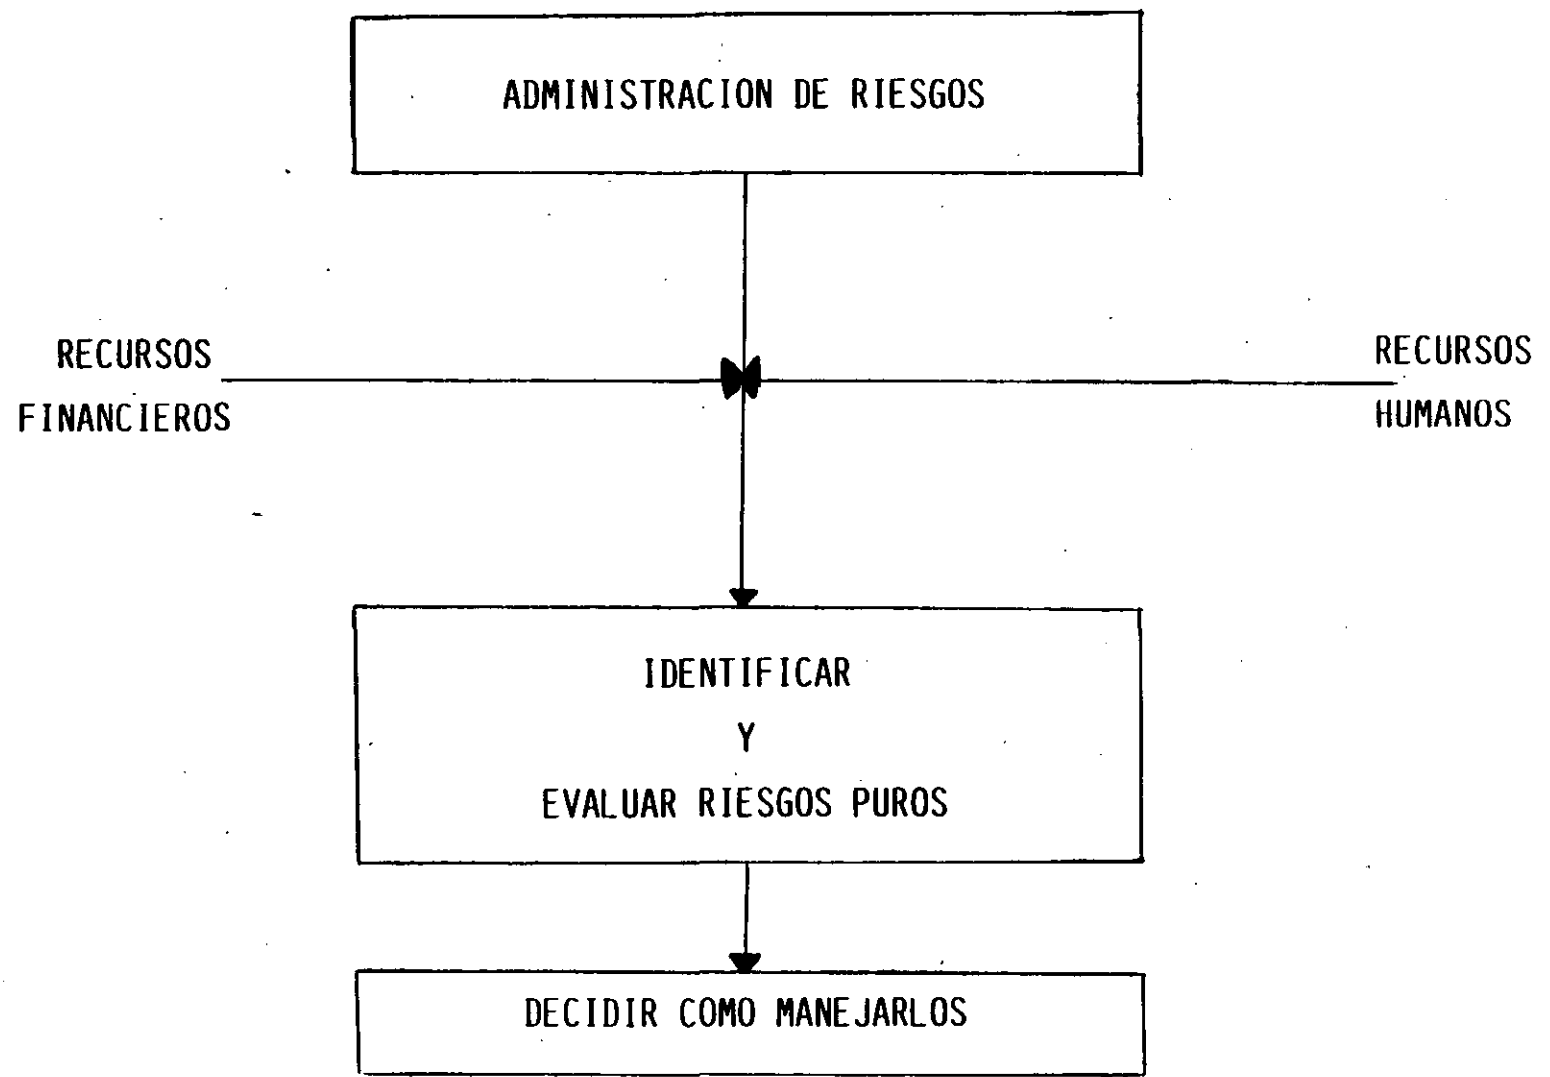 ADMINISTRACION DE RIESGOS
RECURSOS
FINANCIEROS
RECURSOS
HUMANOS
IDENTIFICAR
Y
EVALUAR RIESGOS PUROS
DECIDIR COMO MANEJARLOS